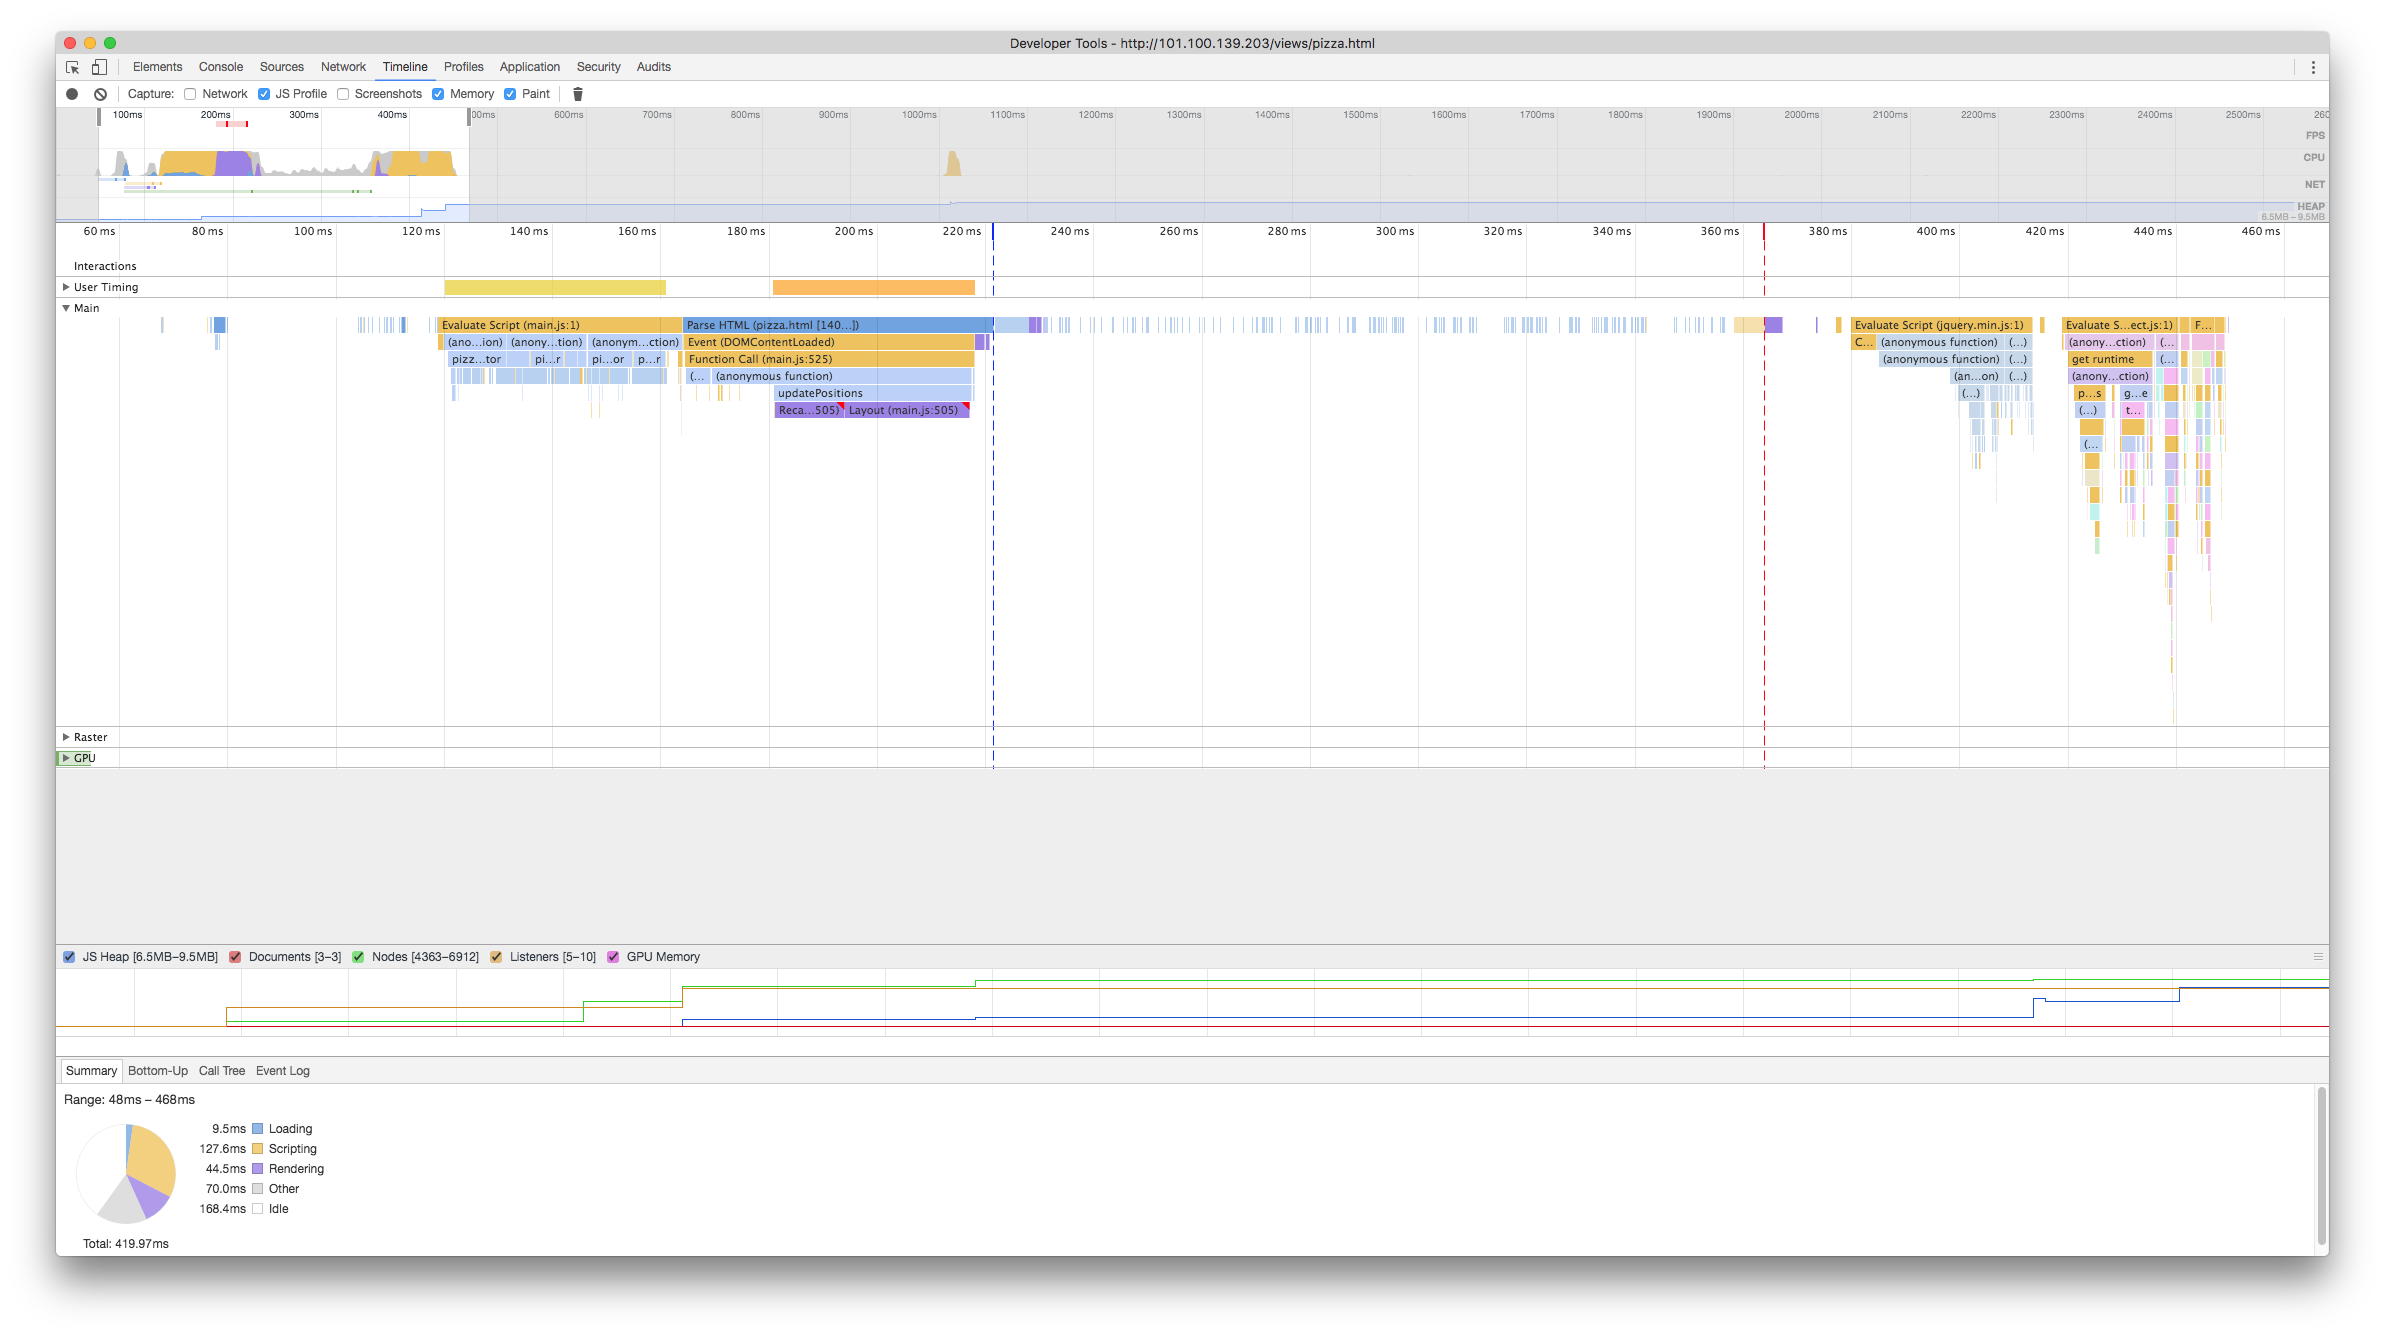 Developer Tools - http://101.100.139.203/views/pizza.html
Elements Console Sources Network Timeline Profiles Application Security Audits
Capture: Network JS Profile Screenshots Memory Paint
100ms 200ms 300ms 400ms 00ms 600ms 700ms 800ms 900ms 1000ms 1100ms 1200ms 1300ms 1400ms 1500ms 1600ms 1700ms 1800ms 1900ms 2000ms 2100ms 2200ms 2300ms 2400ms 2500ms 260
FPS
CPU
NET
HEAP
6.5MB – 9.5MB
60 ms 80 ms 100 ms 120 ms 140 ms 160 ms 180 ms 200 ms 220 ms 240 ms 260 ms 280 ms 300 ms 320 ms 340 ms 360 ms 380 ms 400 ms 420 ms 440 ms 460 ms
Interactions
User Timing
Main
Evaluate Script (main.js:1) Parse HTML (pizza.html [140…]) Evaluate Script (jquery.min.js:1) Evaluate S…ect.js:1) F…
(ano…ion) (anony…tion) (anonym…ction) Event (DOMContentLoaded) C… (anonymous function) (…) (anony…ction) (…
pizz…tor pi…r pi…or p…r Function Call (main.js:525) (anonymous function) (…) get runtime (…
(… (anonymous function) (an…on) (…) (anony…ction)
updatePositions (…) p…s g…e
Reca…505) Layout (main.js:505) (…) t…
(…
Raster
GPU
JS Heap [6.5MB–9.5MB] Documents [3–3] Nodes [4363–6912] Listeners [5–10] GPU Memory
Summary Bottom-Up Call Tree Event Log
Range: 48ms – 468ms
9.5ms Loading
127.6ms Scripting
44.5ms Rendering
70.0ms Other
168.4ms Idle
Total: 419.97ms